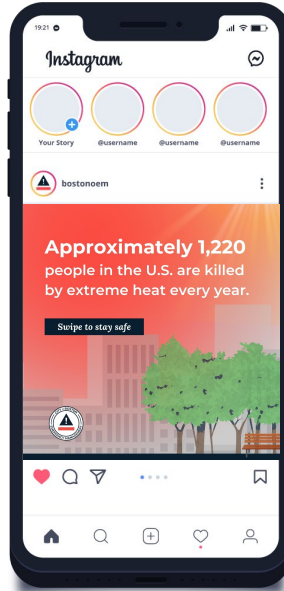 19:21
Instagram
Your Story
@username
@username
@username
bostonoem
Approximately 1,220
people in the U.S. are killed
by extreme heat every year.
Swipe to stay safe